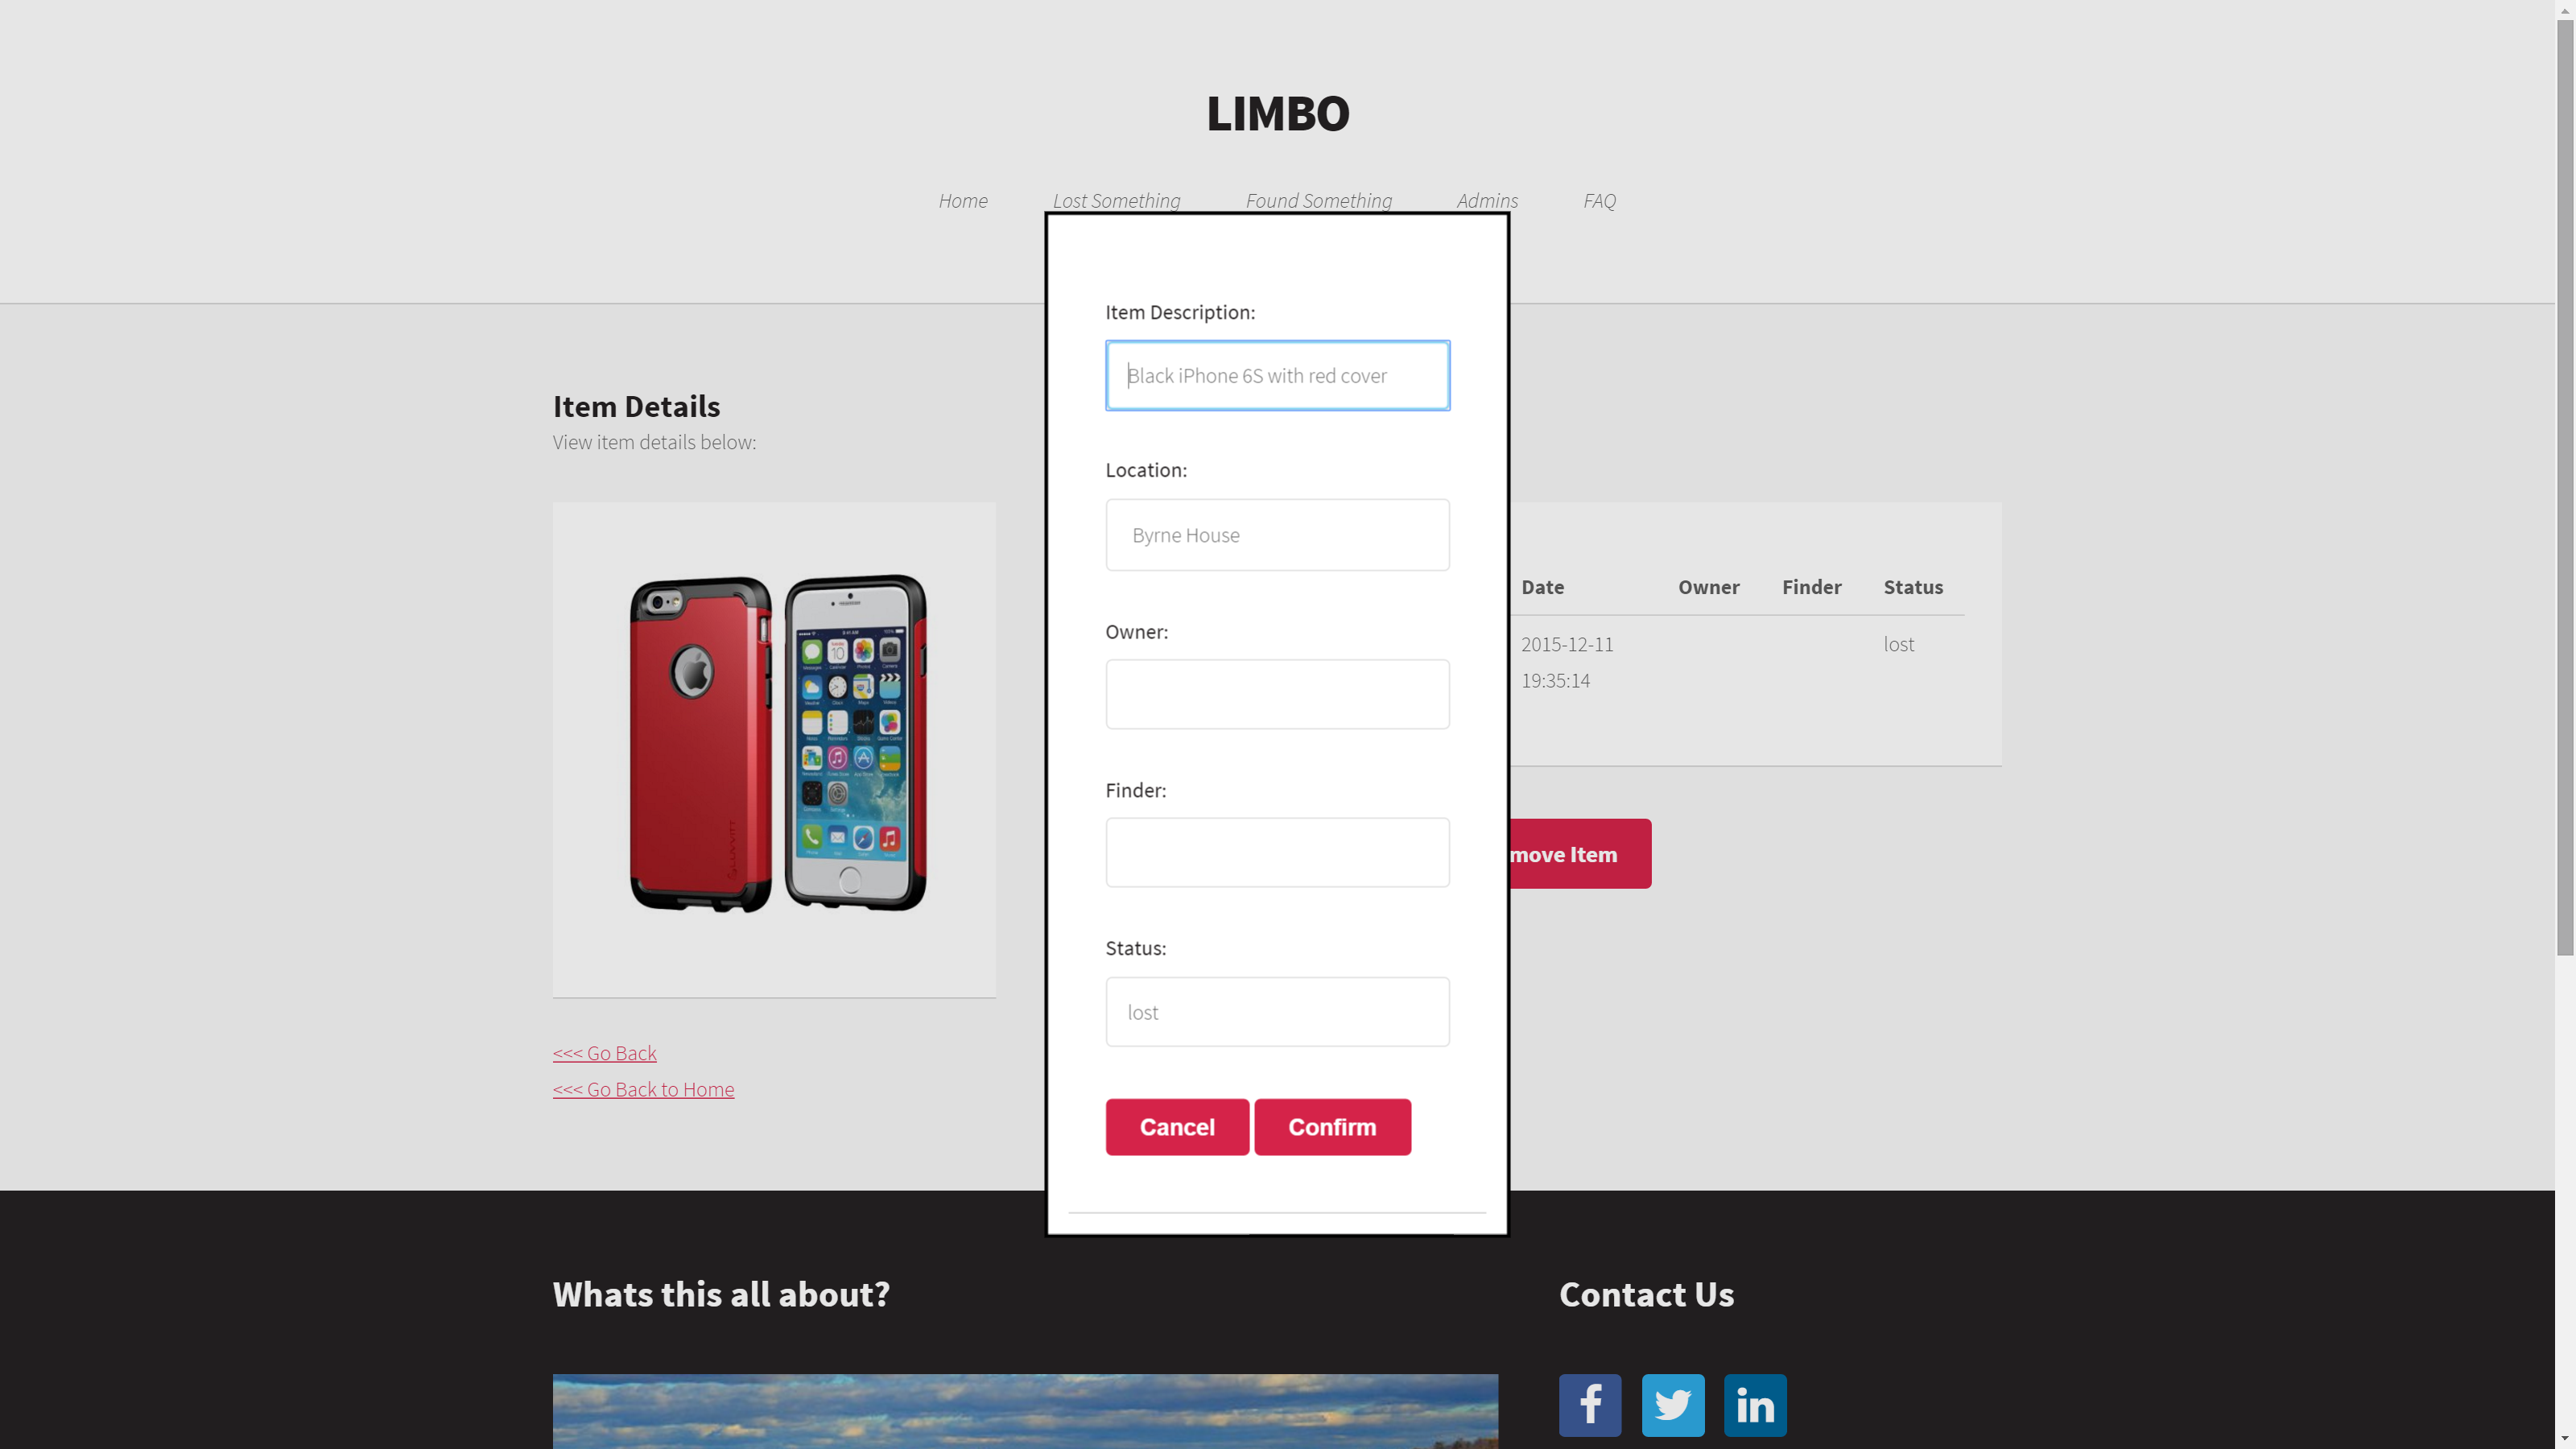 LIMBO
Home Lost Something Found Something Admins FAQ
Item Description:
Black iPhone 6S with red cover
Location:
Byrne House
Owner:
Finder:
Status:
lost
Cancel Confirm
Item Details
View item details below:
Date Owner Finder Status
2015-12-11 lost
19:35:14
move Item
<<< Go Back
<<< Go Back to Home
Whats this all about?
Contact Us